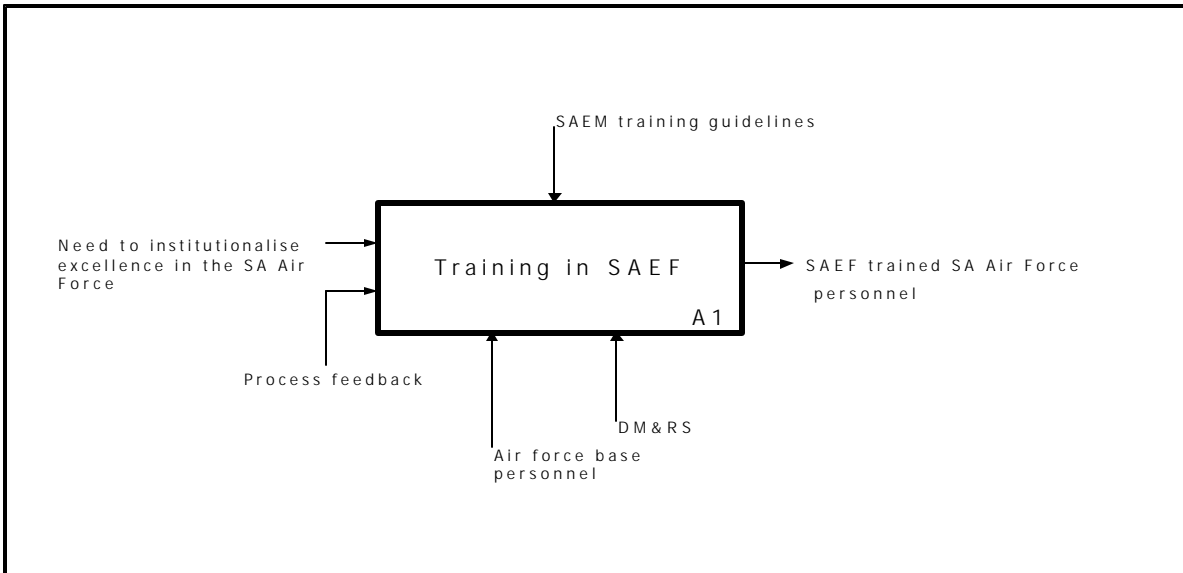 SAEM training guidelines
Need to institutionalise
excellence in the SA Air
Force
Training in SAEF
A1
SAEF trained SA Air Force
personnel
Process feedback
DM&RS
Air force base
personnel